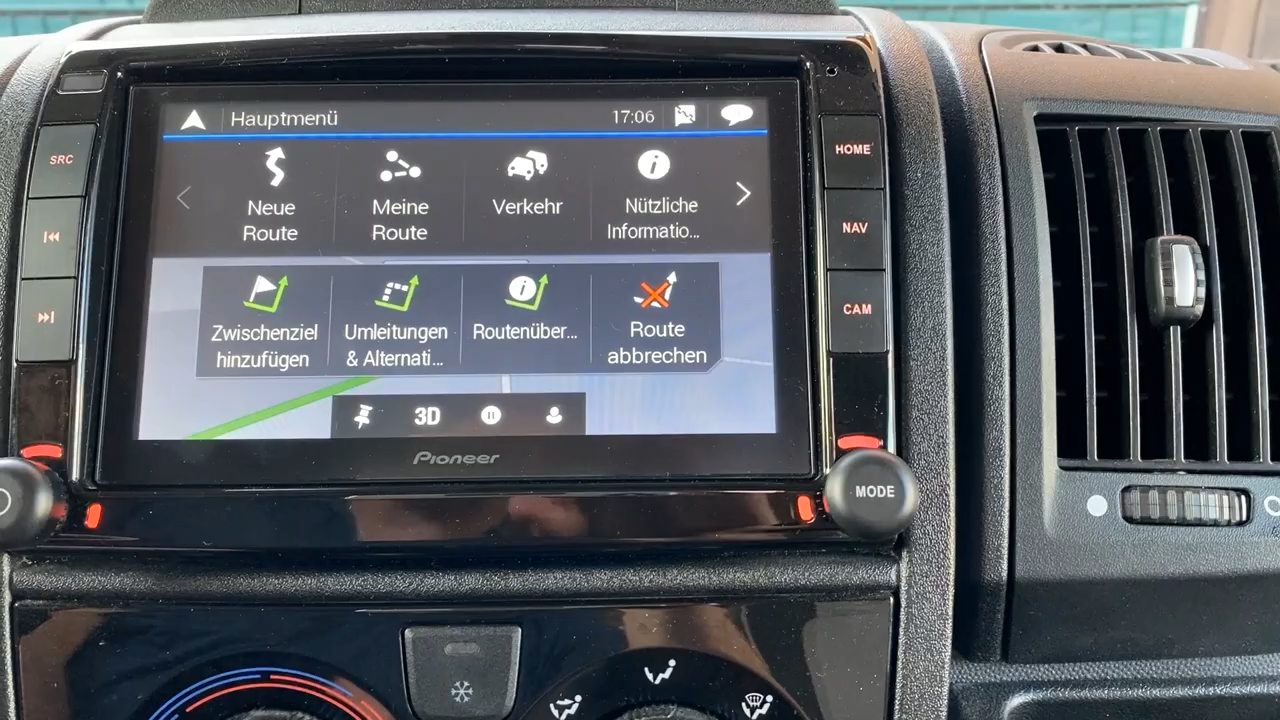 Hauptmenü 17:06
SRC
HOME
Neue
Route
Meine
Route
Verkehr
Nützliche
Informatio...
NAV
Zwischenziel
hinzufügen
Umleitungen
& Alternati...
Routenüber...
Route
abbrechen
CAM
3D
Pioneer
MODE